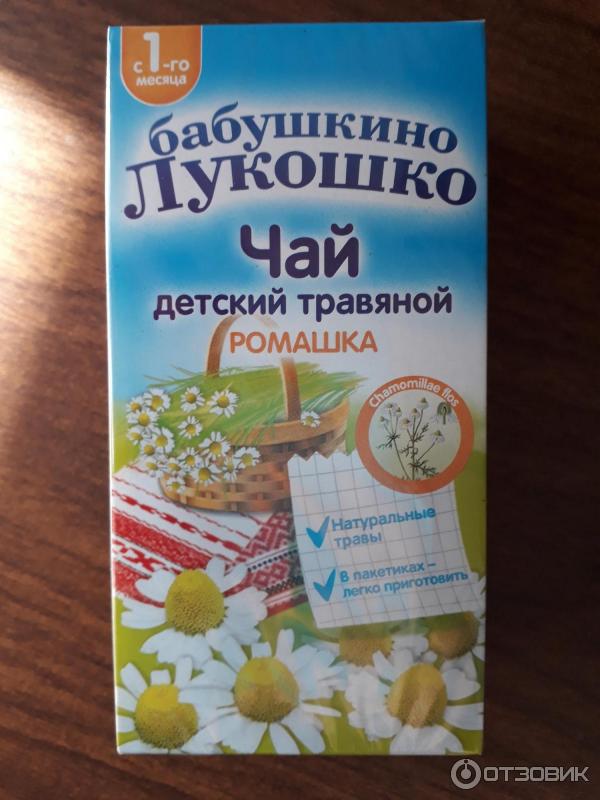 с 1-го
месяца
бабушкино
Лукошко
Чай
детский травяной
РОМАШКА
Chamomillae flos
Натуральные
травы
В пакетиках –
легко приготовить
ОТЗОВИК